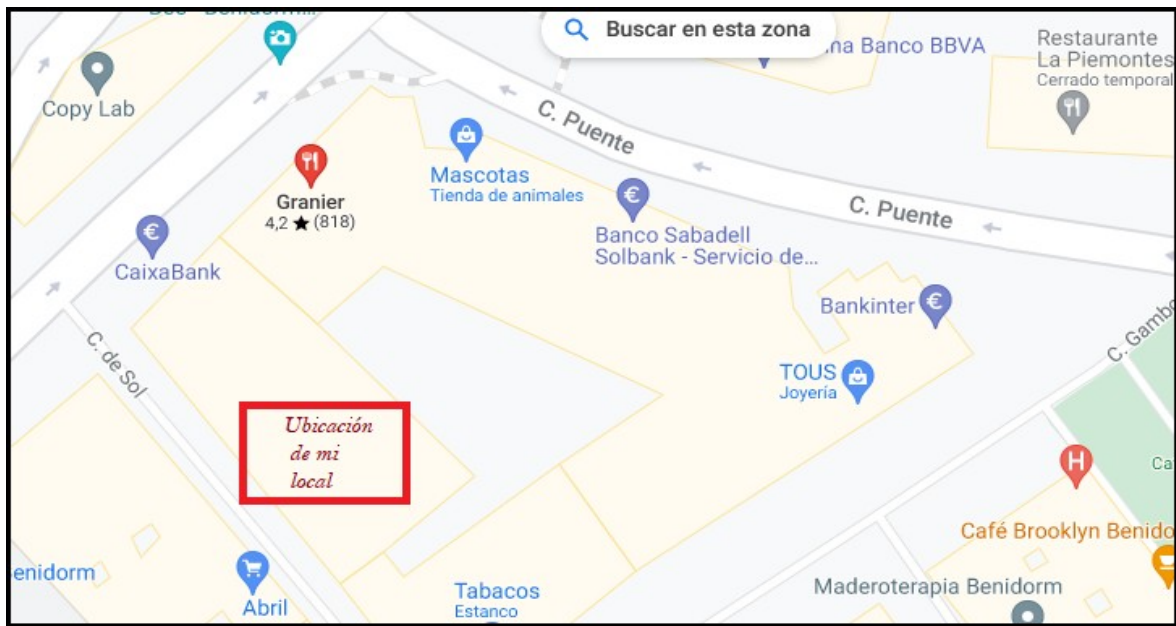 Buscar en esta zona
Banco BBVA
Restaurante
La Piemontes
Cerrado temporal
Copy Lab
C. Puente
Mascotas
Tienda de animales
Granier
4,2 ★ (818)
C. Puente
Banco Sabadell
Solbank - Servicio de...
CaixaBank
Bankinter
C. Gambo
C. de Sol
TOUS
Joyería
Ubicación
de mi
local
H
Ca
Café Brooklyn Benido
enidorm
Abril
Tabacos
Estanco
Maderoterapia Benidorm